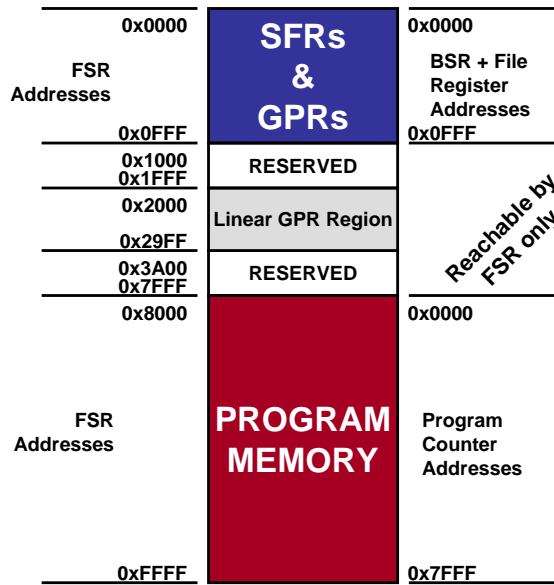 0x0000
FSR
Addresses
0x0FFF
0x1000
0x1FFF
0x2000
0x29FF
0x3A00
0x7FFF
0x8000
FSR
Addresses
0xFFFF
SFRs
&
GPRs
RESERVED
Linear GPR Region
RESERVED
PROGRAM
MEMORY
0x0000
BSR + File
Register
Addresses
0x0FFF
Reachable by
FSR only
0x0000
Program
Counter
Addresses
0x7FFF